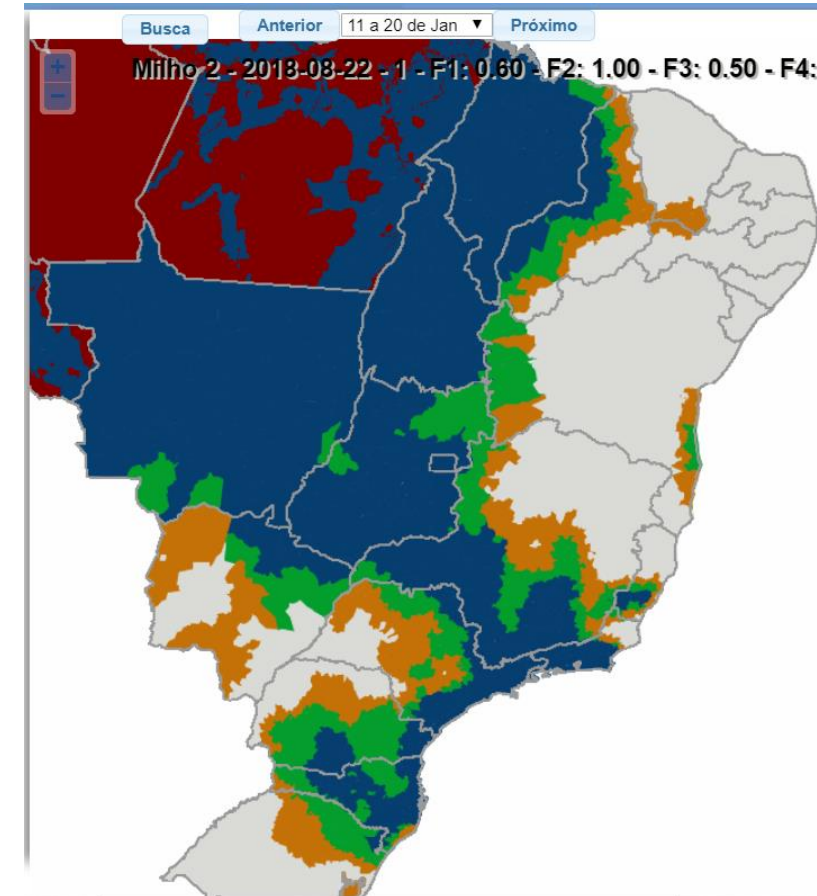 Busca Anterior 11 a 20 de Jan ▼ Próximo
+
Milho 2 - 2018-08-22 - 1 - F1: 0.60 - F2: 1.00 - F3: 0.50 - F4:
−